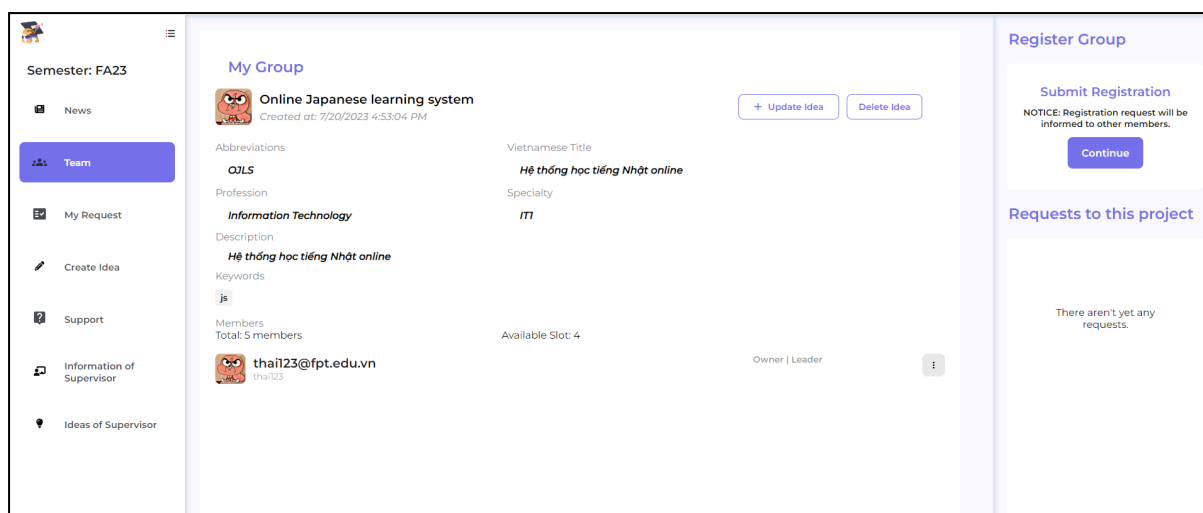 Semester: FA23
News
Team
My Request
Create Idea
Support
Information of
Supervisor
Ideas of Supervisor
My Group
Online Japanese learning system
Created at: 7/20/2023 4:53:04 PM
+ Update Idea
Delete Idea
Abbreviations
Vietnamese Title
OJLS
Hệ thống học tiếng Nhật online
Profession
Specialty
Information Technology
IT1
Description
Hệ thống học tiếng Nhật online
Keywords
js
Members
Total: 5 members
Available Slot: 4
thai123@fpt.edu.vn
Owner | Leader
thai123
Register Group
Submit Registration
NOTICE: Registration request will be
informed to other members.
Continue
Requests to this project
There aren't yet any
requests.